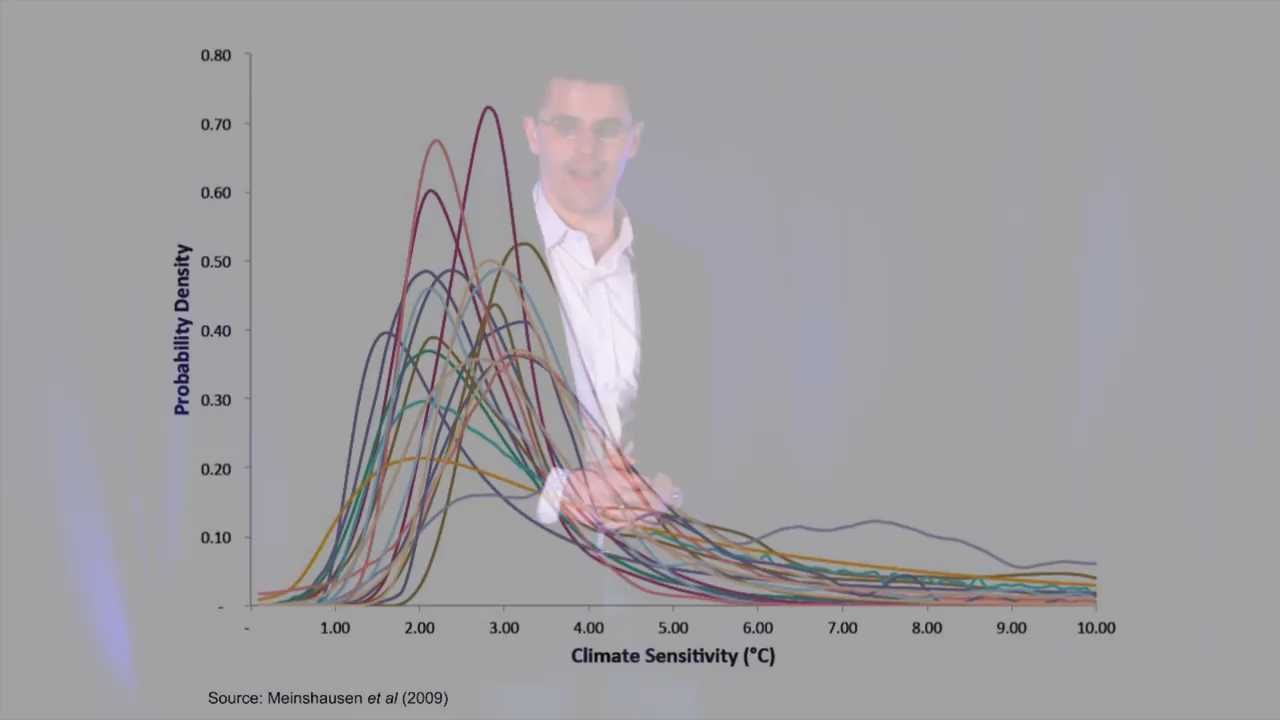 0.80
0.70
0.60
0.50
0.40
0.30
0.20
0.10
-
Probability Density
- 1.00 2.00 3.00 4.00 5.00 6.00 7.00 8.00 9.00 10.00
Climate Sensitivity (°C)
Source: Meinshausen et al (2009)